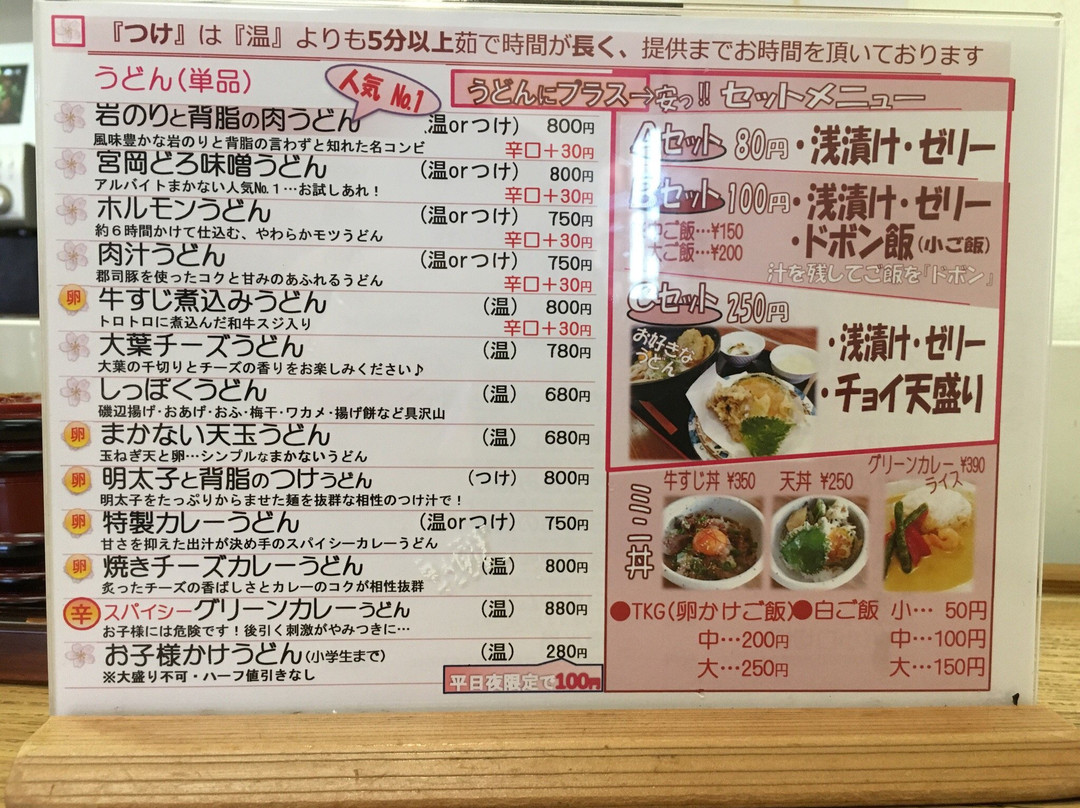 『つけ』は『温』よりも5分以上茹で時間が長く、提供までお時間を頂いております
うどん(単品)
人気 No.1
岩のりと背脂の肉うどん (温orつけ) 800円
風味豊かな岩のりと背脂の言わずと知れた名コンビ 辛口+30円
宮岡どろ味噌うどん (温orつけ) 800円
アルバイトまかない人気No.1…お試しあれ! 辛口+30円
ホルモンうどん (温orつけ) 750円
約6時間かけて仕込む、やわらかモツうどん 辛口+30円
肉汁うどん (温orつけ) 750円
郡司豚を使ったコクと甘みのあふれるうどん 辛口+30円
卵 牛すじ煮込みうどん (温) 800円
トロトロに煮込んだ和牛スジ入り 辛口+30円
大葉チーズうどん (温) 780円
大葉の千切りとチーズの香りをお楽しみください♪
しっぽくうどん (温) 680円
磯辺揚げ・おあげ・おふ・梅干・ワカメ・揚げ餅など具沢山
卵 まかない天玉うどん (温) 680円
玉ねぎ天と卵…シンプルなまかないうどん
卵 明太子と背脂のつけうどん (つけ) 800円
明太子をたっぷりからませた麺を抜群な相性のつけ汁で!
卵 特製カレーうどん (温orつけ) 750円
甘さを抑えた出汁が決め手のスパイシーカレーうどん
卵 焼きチーズカレーうどん (温) 800円
炙ったチーズの香ばしさとカレーのコクが相性抜群
辛 スパイシーグリーンカレーうどん (温) 880円
お子様には危険です!後引く刺激がやみつきに…
お子様かけうどん(小学生まで) (温) 280円
※大盛り不可・ハーフ値引きなし
平日夜限定で100円
うどんにプラス→安っ!! セットメニュー
Aセット 80円・浅漬け・ゼリー
Bセット 100円・浅漬け・ゼリー
中ご飯…¥150
・ドボン飯(小ご飯)
大ご飯…¥200
汁を残してご飯を『ドボン』
Cセット 250円
お好きな
うどん
・浅漬け・ゼリー
・チョイ天盛り
ミニ丼
牛すじ丼 ¥350
天丼 ¥250
グリーンカレー
ライス ¥390
●TKG(卵かけご飯)●白ご飯 小… 50円
中…200円 中…100円
大…250円 大…150円